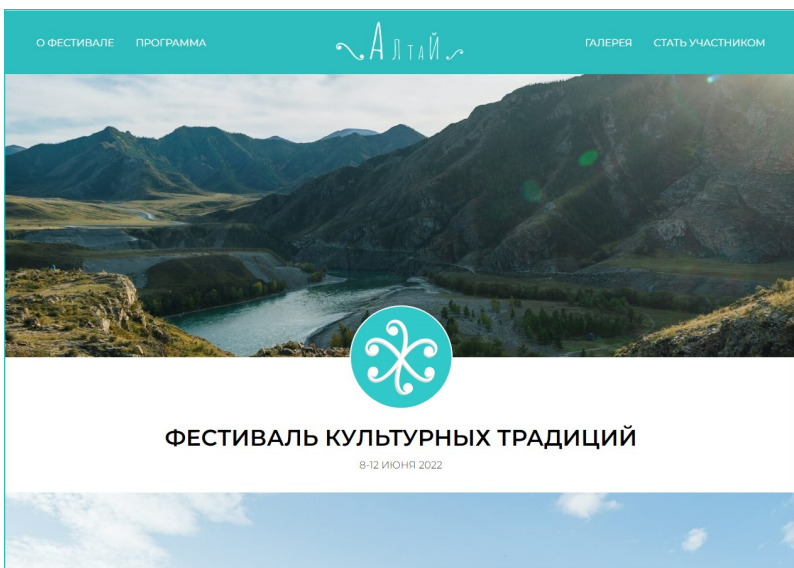 О ФЕСТИВАЛЕ ПРОГРАММА АЛТАЙ ГАЛЕРЕЯ СТАТЬ УЧАСТНИКОМ
ФЕСТИВАЛЬ КУЛЬТУРНЫХ ТРАДИЦИЙ
8-12 ИЮНЯ 2022